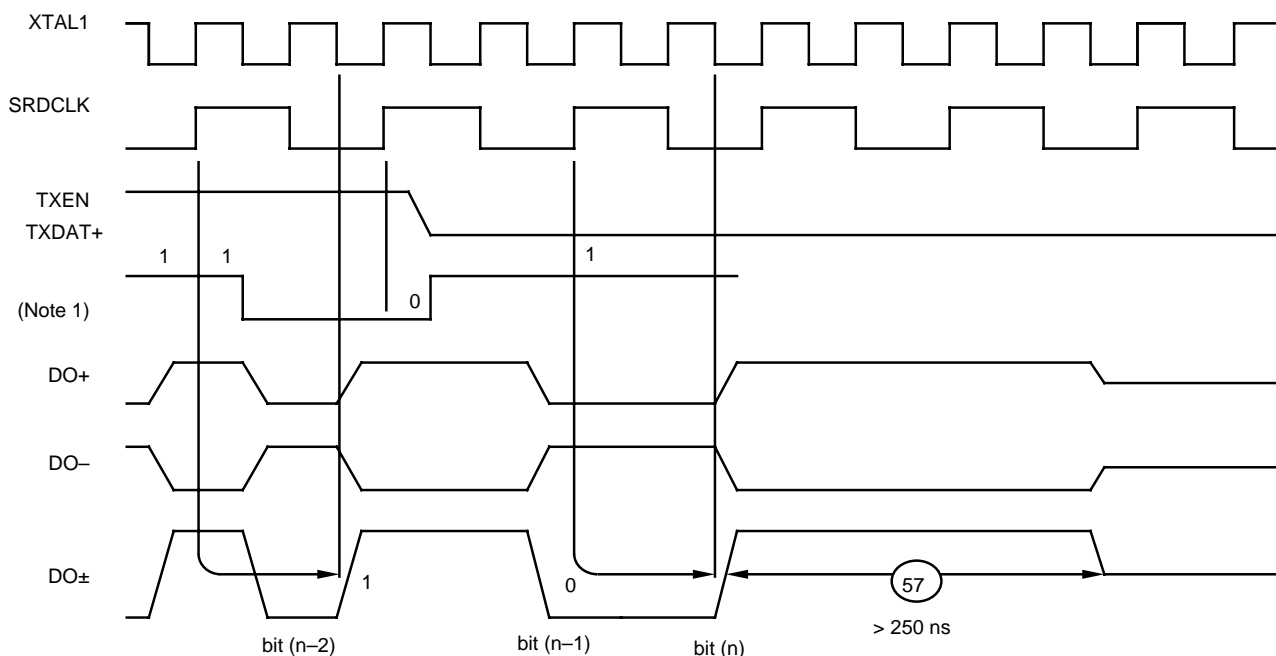 XTAL1
SRDCLK
TXEN
TXDAT+
1 1 1
0
(Note 1)
DO+
DO–
DO±
1 0 57
> 250 ns
bit (n–2) bit (n–1) bit (n)